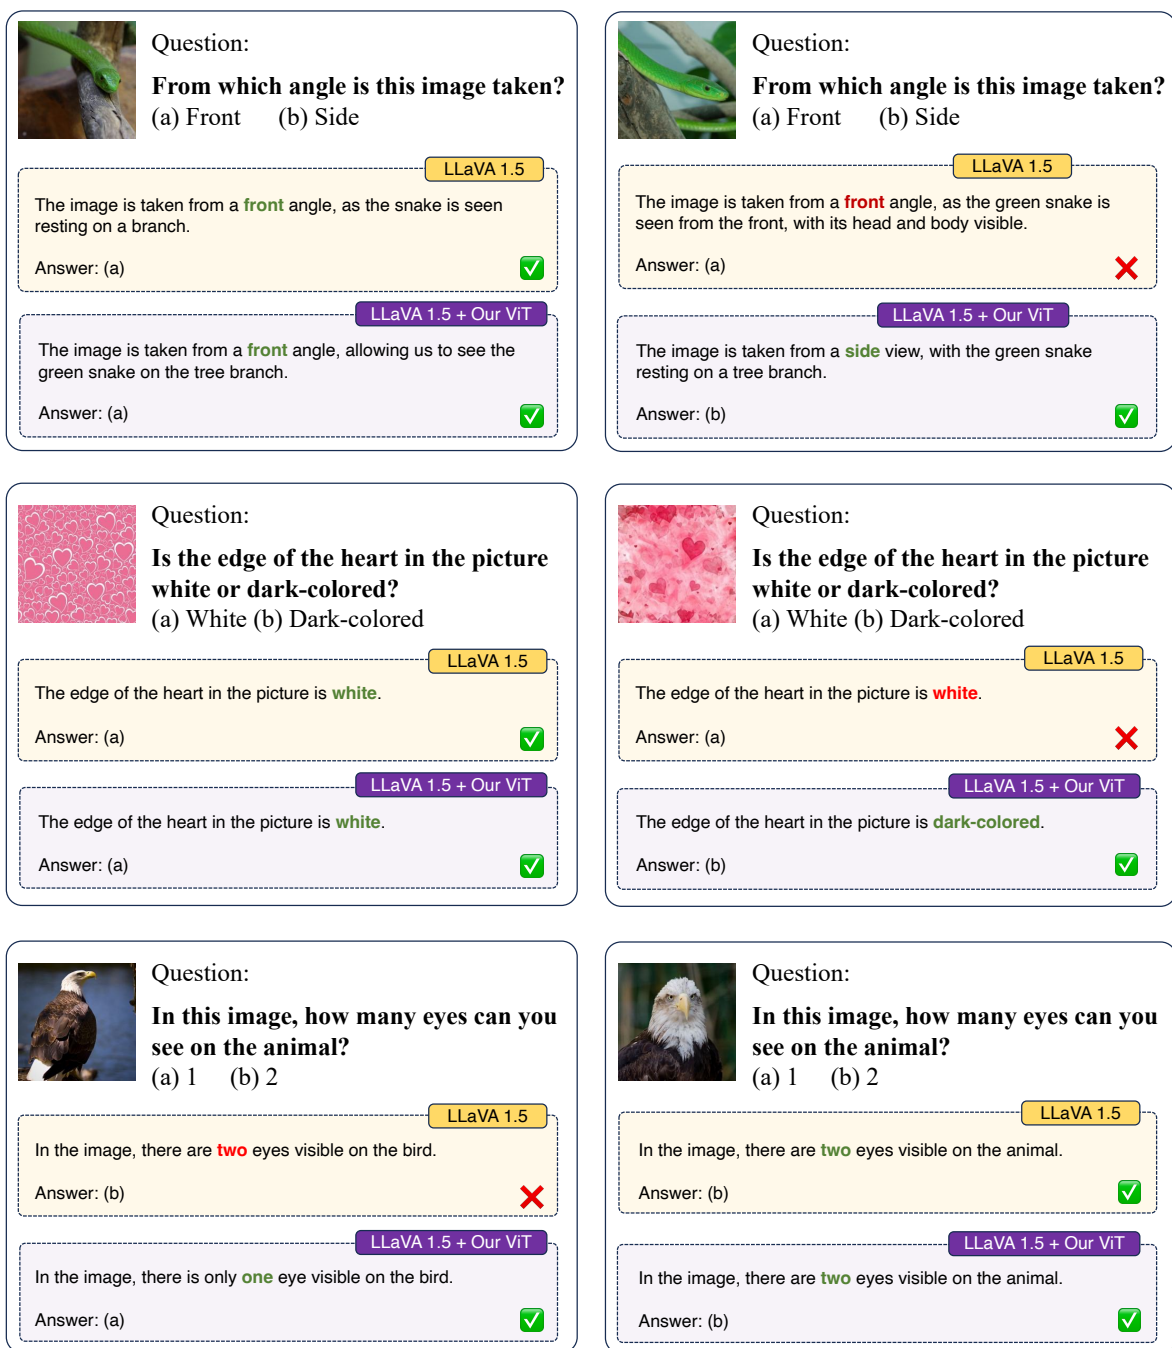 Question:
From which angle is this image taken?
(a) Front (b) Side
LLaVA 1.5
The image is taken from a front angle, as the snake is seen
resting on a branch.
Answer: (a)
LLaVA 1.5 + Our ViT
The image is taken from a front angle, allowing us to see the
green snake on the tree branch.
Answer: (a)
Question:
From which angle is this image taken?
(a) Front (b) Side
LLaVA 1.5
The image is taken from a front angle, as the green snake is
seen from the front, with its head and body visible.
Answer: (a)
LLaVA 1.5 + Our ViT
The image is taken from a side view, with the green snake
resting on a tree branch.
Answer: (b)
Question:
Is the edge of the heart in the picture
white or dark-colored?
(a) White (b) Dark-colored
LLaVA 1.5
The edge of the heart in the picture is white.
Answer: (a)
LLaVA 1.5 + Our ViT
The edge of the heart in the picture is white.
Answer: (a)
Question:
Is the edge of the heart in the picture
white or dark-colored?
(a) White (b) Dark-colored
LLaVA 1.5
The edge of the heart in the picture is white.
Answer: (a)
LLaVA 1.5 + Our ViT
The edge of the heart in the picture is dark-colored.
Answer: (b)
Question:
In this image, how many eyes can you
see on the animal?
(a) 1 (b) 2
LLaVA 1.5
In the image, there are two eyes visible on the bird.
Answer: (b)
LLaVA 1.5 + Our ViT
In the image, there is only one eye visible on the bird.
Answer: (a)
Question:
In this image, how many eyes can you
see on the animal?
(a) 1 (b) 2
LLaVA 1.5
In the image, there are two eyes visible on the animal.
Answer: (b)
LLaVA 1.5 + Our ViT
In the image, there are two eyes visible on the animal.
Answer: (b)